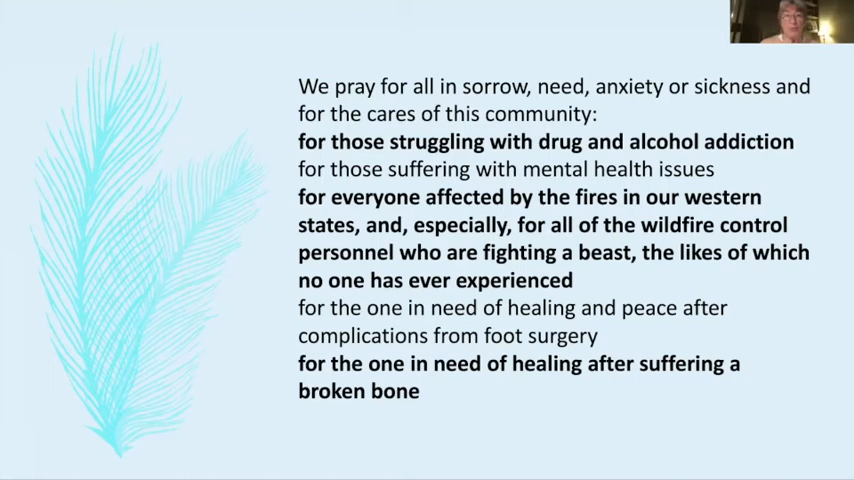 We pray for all in sorrow, need, anxiety or sickness and
for the cares of this community:
for those struggling with drug and alcohol addiction
for those suffering with mental health issues
for everyone affected by the fires in our western
states, and, especially, for all of the wildfire control
personnel who are fighting a beast, the likes of which
no one has ever experienced
for the one in need of healing and peace after
complications from foot surgery
for the one in need of healing after suffering a
broken bone